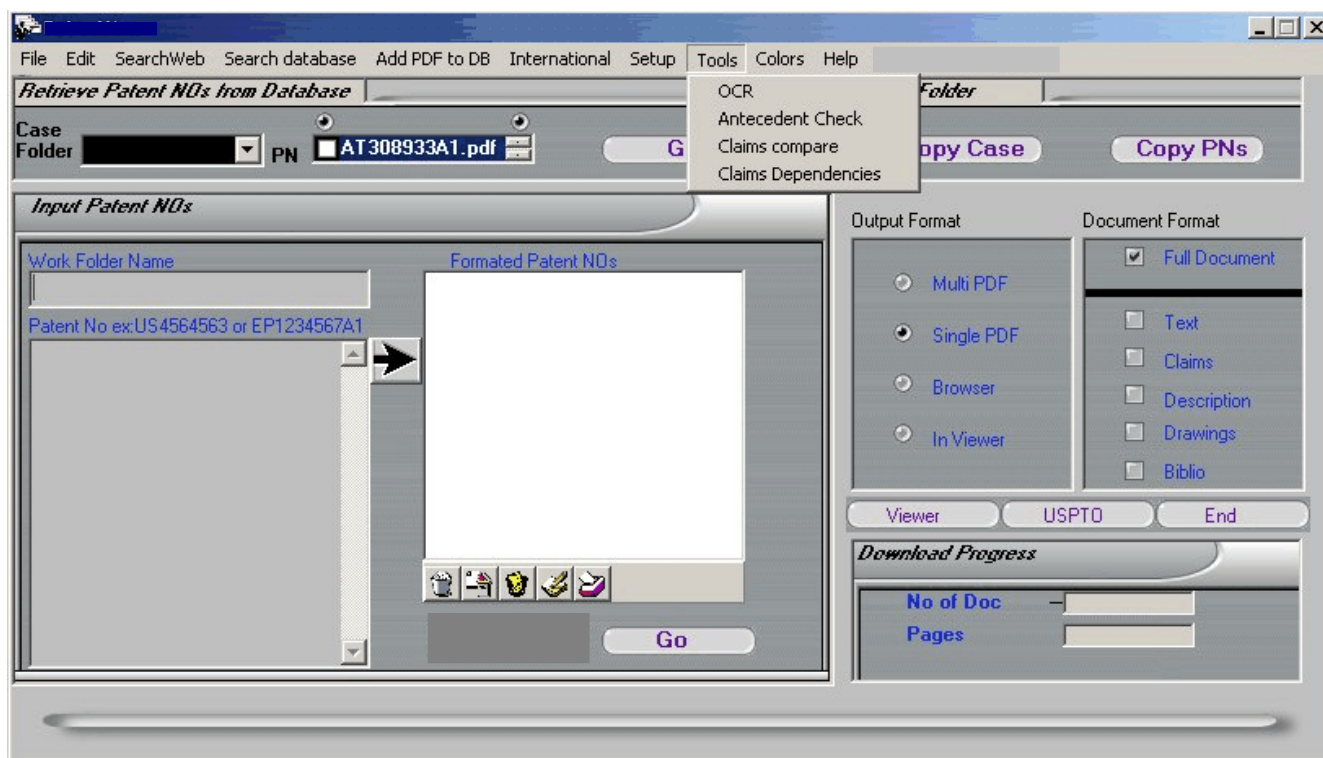 File Edit SearchWeb Search database Add PDF to DB International Setup Tools Colors Help
Retrieve Patent NOs from Database
Folder
OCR
Antecedent Check
Claims compare
Claims Dependencies
Case
Folder
PN
AT308933A1.pdf
G
opy Case
Copy PNs
Input Patent NOs
Work Folder Name
Formated Patent NOs
Patent No ex:US4564563 or EP1234567A1
Go
Output Format
Multi PDF
Single PDF
Browser
In Viewer
Document Format
Full Document
Text
Claims
Description
Drawings
Biblio
Viewer USPTO End
Download Progress
No of Doc
Pages